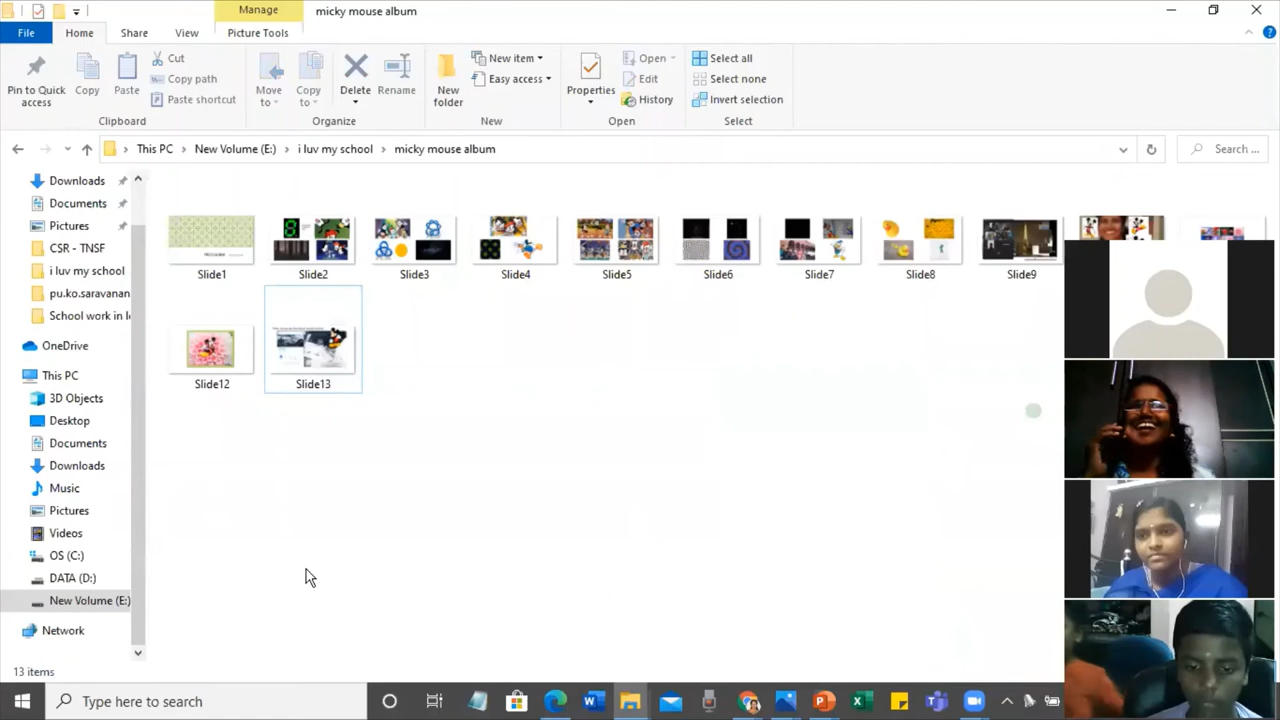 Manage
micky mouse album
File
Home
Share
View
Picture Tools
Pin to Quick access
Copy
Paste
Cut
Copy path
Paste shortcut
Clipboard
Move to
Copy to
Delete
Rename
Organize
New folder
New item
Easy access
New
Properties
Open
Edit
History
Open
Select all
Select none
Invert selection
Select
This PC
New Volume (E:)
i luv my school
micky mouse album
Search ...
Downloads
Documents
Pictures
CSR - TNSF
i luv my school
pu.ko.saravanan
School work in l
OneDrive
This PC
3D Objects
Desktop
Documents
Downloads
Music
Pictures
Videos
OS (C:)
DATA (D:)
New Volume (E:)
Network
Slide1
Slide2
Slide3
Slide4
Slide5
Slide6
Slide7
Slide8
Slide9
Slide12
Slide13
13 items
Type here to search